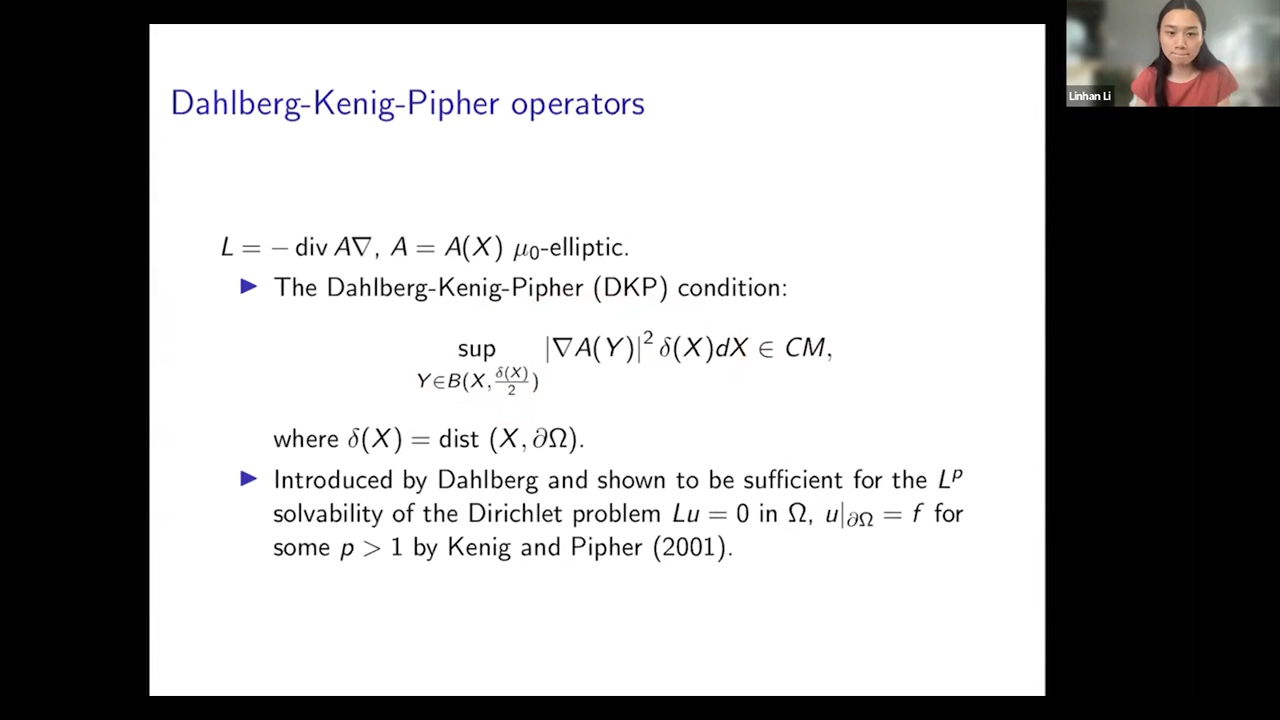 Dahlberg-Kenig-Pipher operators
L = − div A∇, A = A(X) μ₀-elliptic.
▶ The Dahlberg-Kenig-Pipher (DKP) condition:
sup_{Y∈B(X, δ(X)/2)} |∇A(Y)|² δ(X)dX ∈ CM,
where δ(X) = dist (X, ∂Ω).
▶ Introduced by Dahlberg and shown to be sufficient for the Lᵖ
solvability of the Dirichlet problem Lu = 0 in Ω, u|_∂Ω = f for
some p > 1 by Kenig and Pipher (2001).
Linhan Li